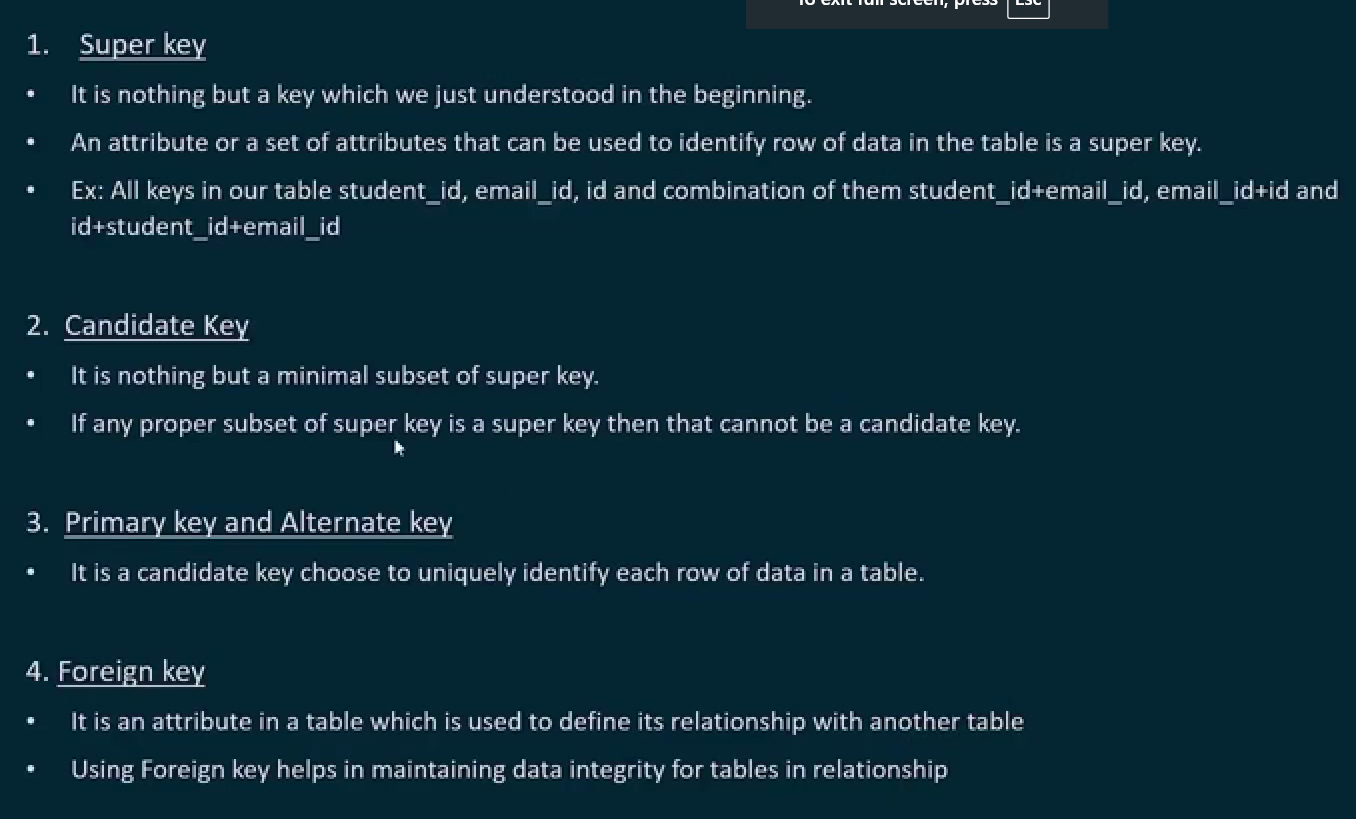 To exit full screen, press Esc
1. Super key
• It is nothing but a key which we just understood in the beginning.
• An attribute or a set of attributes that can be used to identify row of data in the table is a super key.
• Ex: All keys in our table student_id, email_id, id and combination of them student_id+email_id, email_id+id and
id+student_id+email_id
2. Candidate Key
• It is nothing but a minimal subset of super key.
• If any proper subset of super key is a super key then that cannot be a candidate key.
3. Primary key and Alternate key
• It is a candidate key choose to uniquely identify each row of data in a table.
4. Foreign key
• It is an attribute in a table which is used to define its relationship with another table
• Using Foreign key helps in maintaining data integrity for tables in relationship